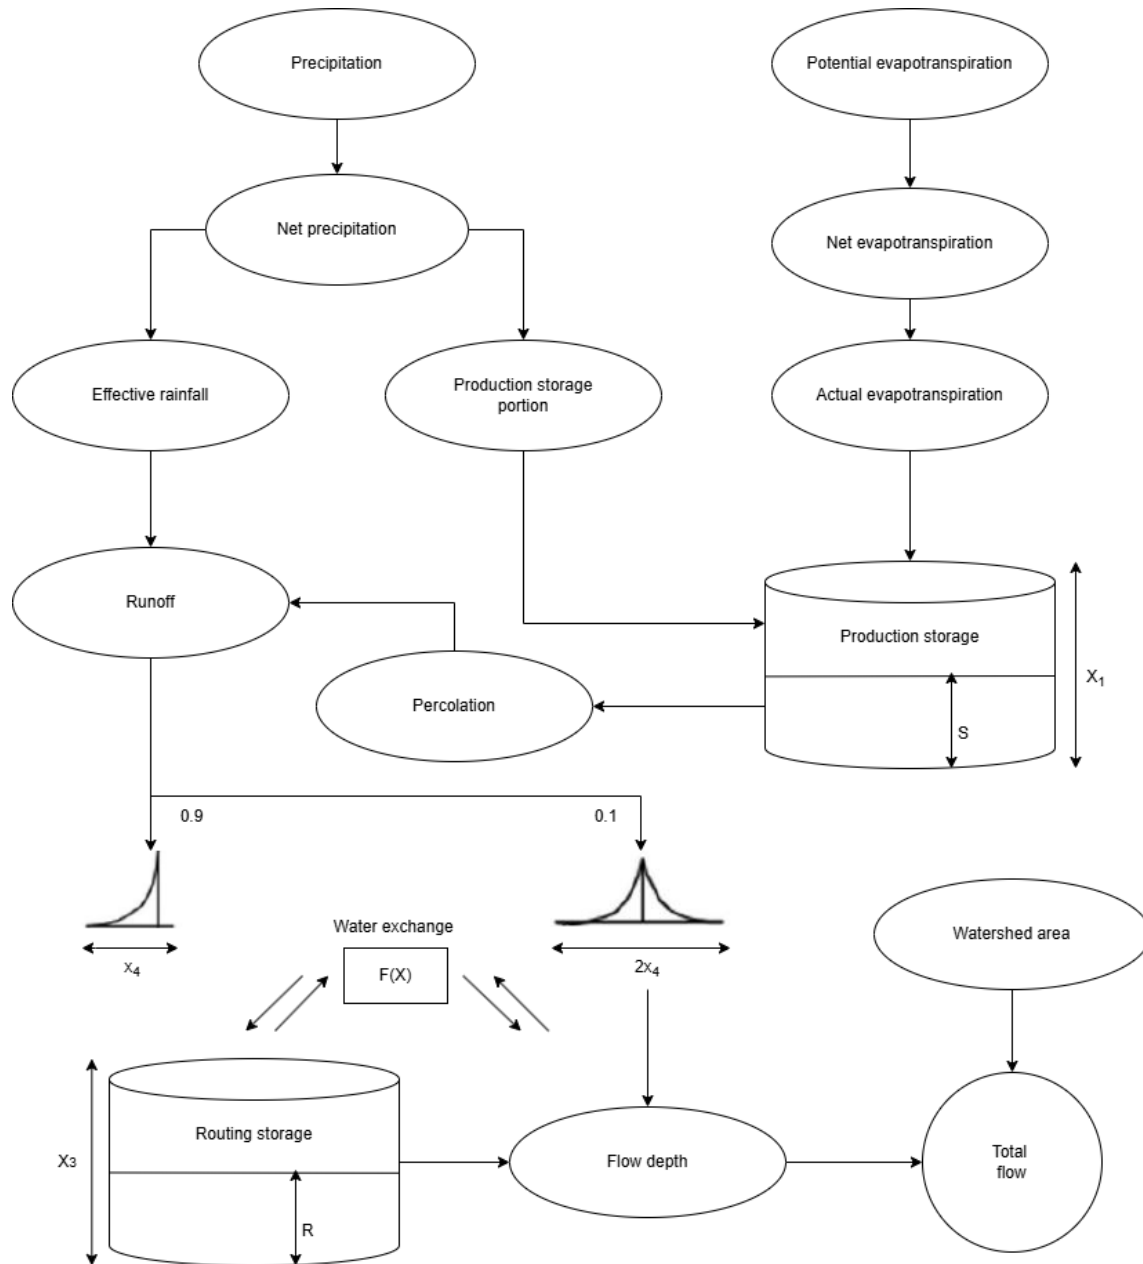 Precipitation
Potential evapotranspiration
Net precipitation
Net evapotranspiration
Effective rainfall
Production storage
portion
Actual evapotranspiration
Runoff
Production storage
X1
Percolation
S
0.9
0.1
Water exchange
F(X)
x4
2x4
Watershed area
Routing storage
X3
R
Flow depth
Total
flow